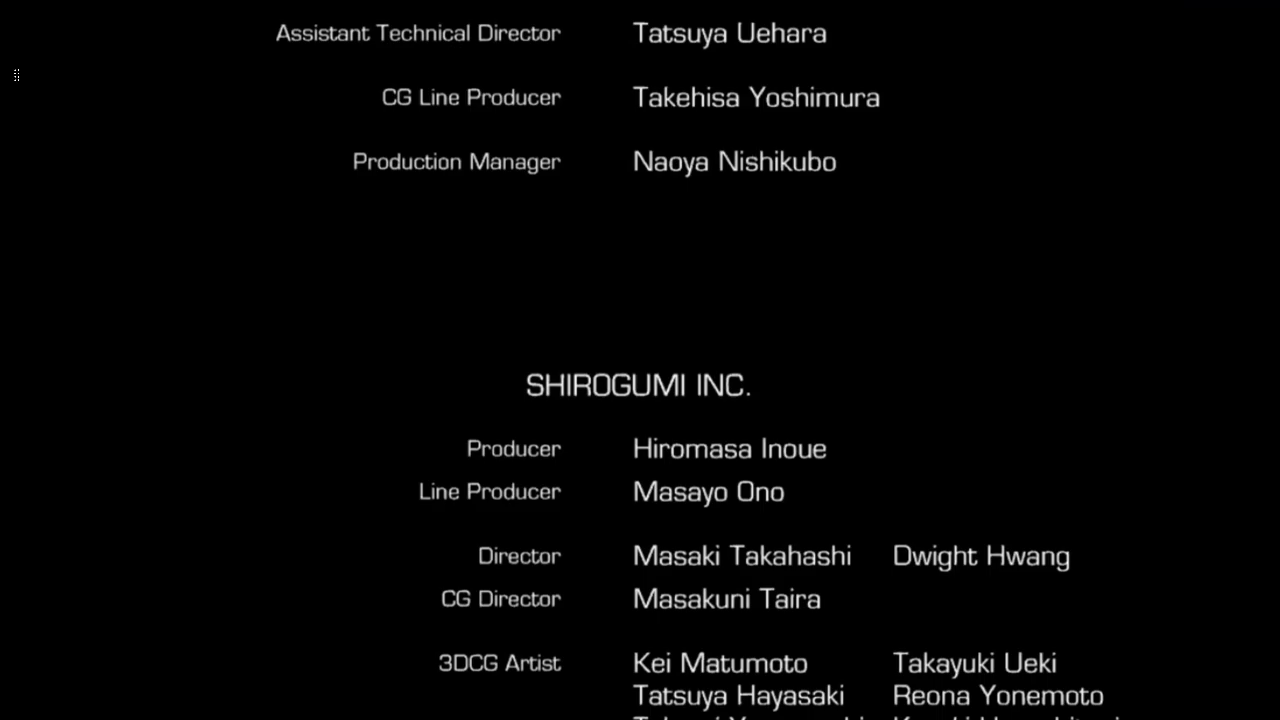 Assistant Technical Director Tatsuya Uehara
CG Line Producer Takehisa Yoshimura
Production Manager Naoya Nishikubo
SHIROGUMI INC.
Producer Hiromasa Inoue
Line Producer Masayo Ono
Director Masaki Takahashi Dwight Hwang
CG Director Masakuni Taira
3DCG Artist Kei Matumoto Takayuki Ueki
Tatsuya Hayasaki Reona Yonemoto